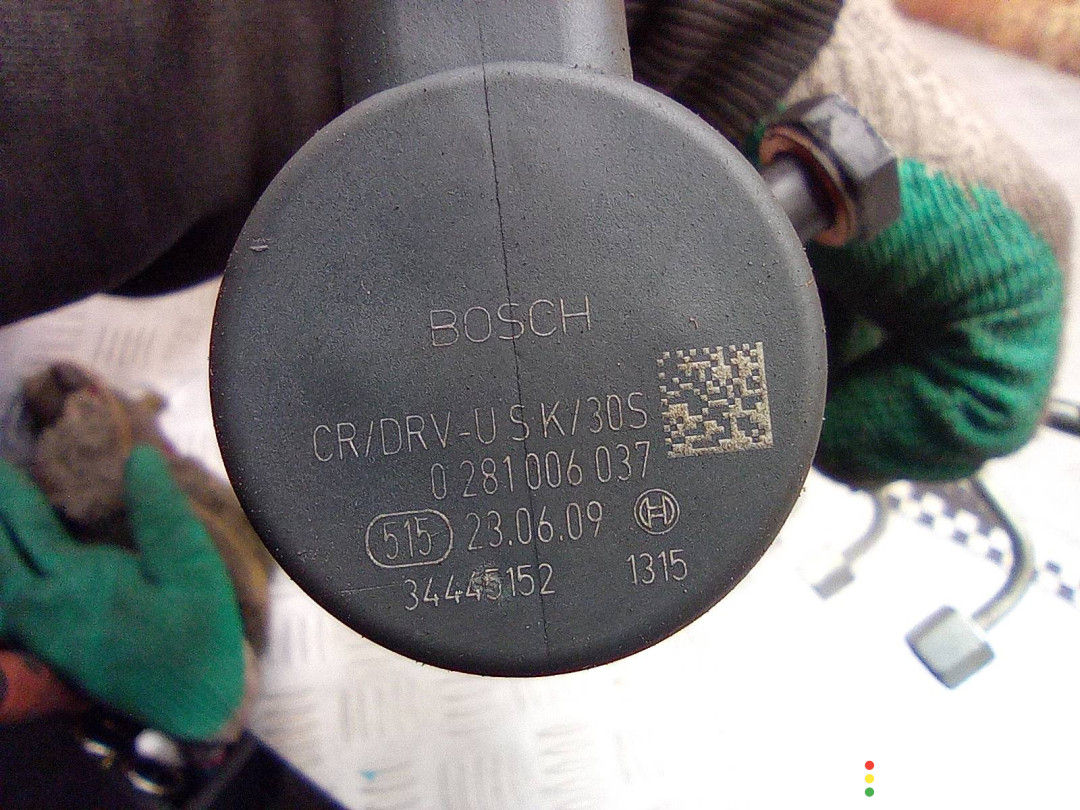 BOSCH
CR/DRV-U S K/30S
0 281 006 037
515 23.06.09 H
34445152 1315